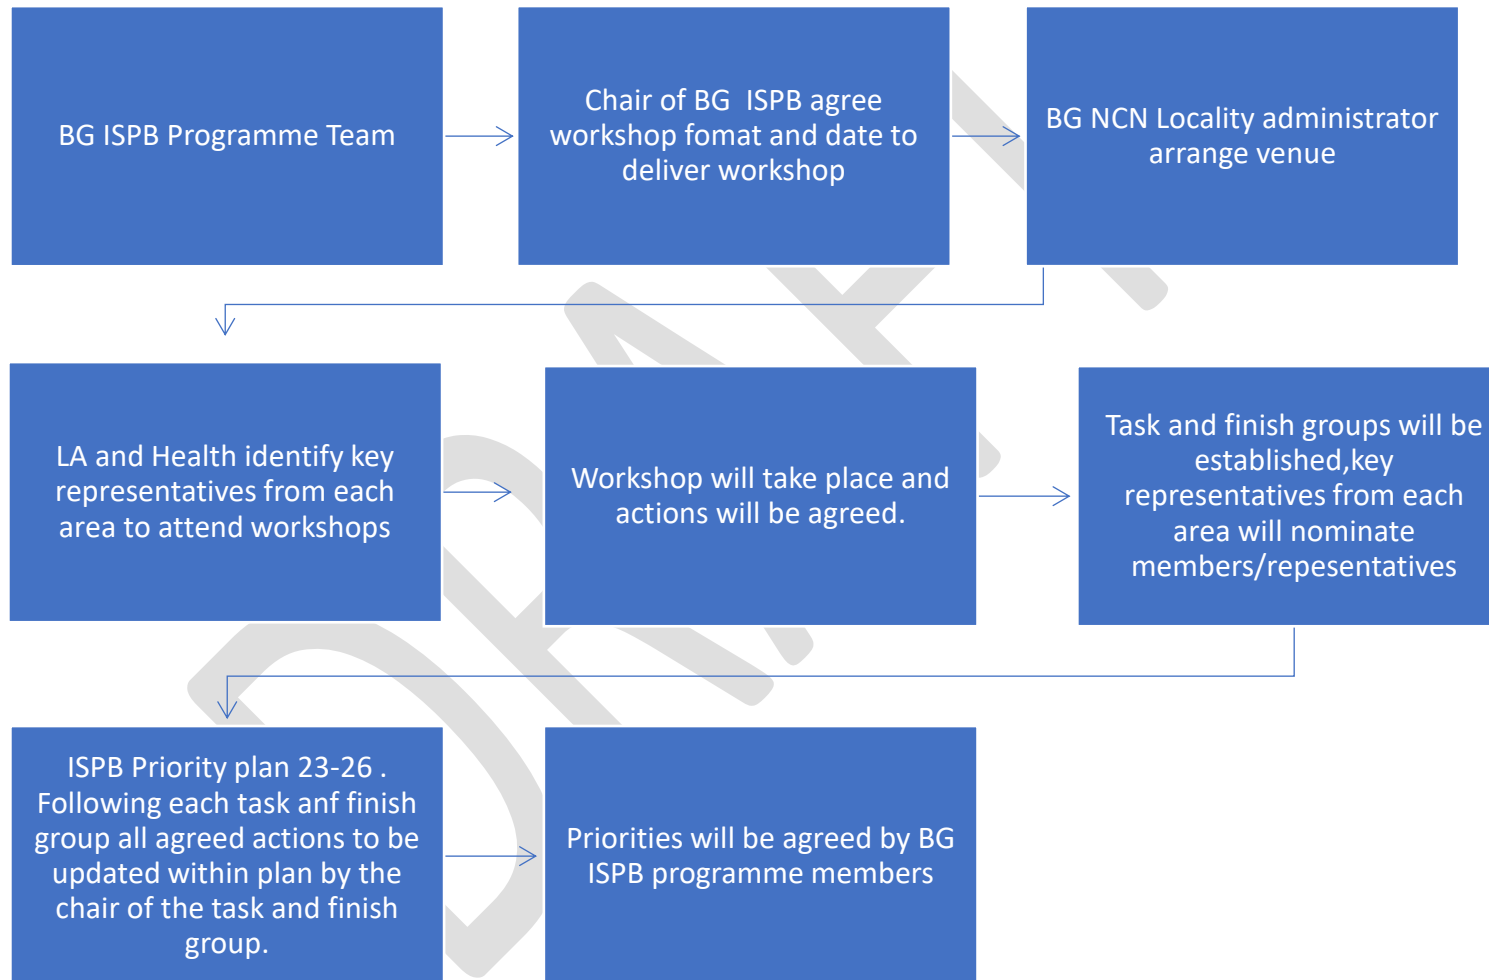 BG ISPB Programme Team
Chair of BG  ISPB agree
workshop fomat and date to
deliver workshop
BG NCN Locality administrator
arrange venue
LA and Health identify key
representatives from each
area to attend workshops
Workshop will take place and
actions will be agreed.
Task and finish groups will be
established,key
representatives from each
area will nominate
members/repesentatives
ISPB Priority plan 23-26 .
Following each task anf finish
group all agreed actions to be
updated within plan by the
chair of the task and finish
group.
Priorities will be agreed by BG
ISPB programme members
DRAFT